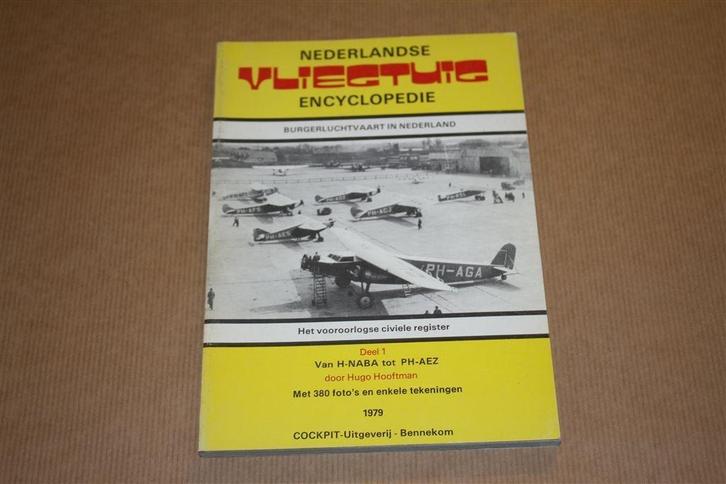 NEDERLANDSE
VLIEGTUIG
ENCYCLOPEDIE
BURGERLUCHTVAART IN NEDERLAND
PH-AGA
Het vooroorlogse civiele register
Deel 1
Van H-NABA tot PH-AEZ
door Hugo Hooftman
Met 380 foto's en enkele tekeningen
1979
COCKPIT-Uitgeverij - Bennekom